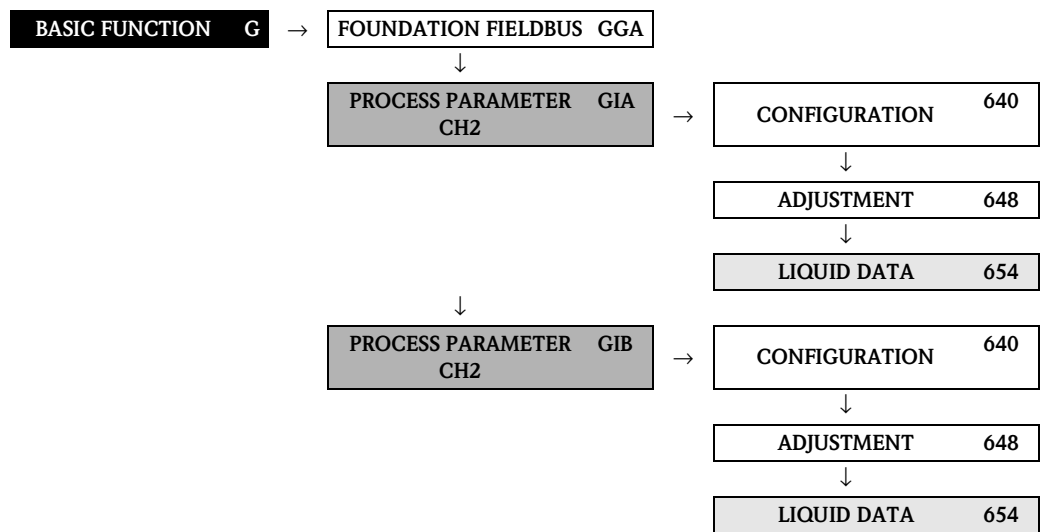 BASIC FUNCTION G → FOUNDATION FIELDBUS GGA
↓
PROCESS PARAMETER GIA → CONFIGURATION 640
CH2
↓
ADJUSTMENT 648
↓
LIQUID DATA 654
↓
PROCESS PARAMETER GIB → CONFIGURATION 640
CH2
↓
ADJUSTMENT 648
↓
LIQUID DATA 654